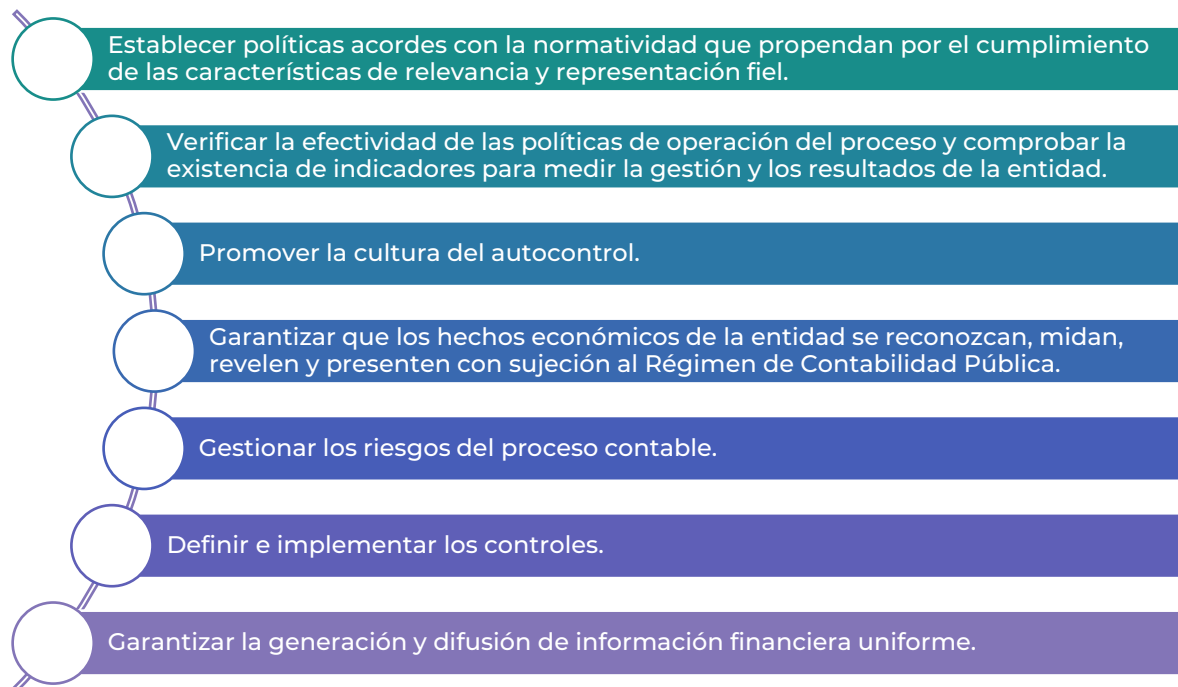 Establecer políticas acordes con la normatividad que propendan por el cumplimiento
de las características de relevancia y representación fiel.
Verificar la efectividad de las políticas de operación del proceso y comprobar la
existencia de indicadores para medir la gestión y los resultados de la entidad.
Promover la cultura del autocontrol.
Garantizar que los hechos económicos de la entidad se reconozcan, midan,
revelen y presenten con sujeción al Régimen de Contabilidad Pública.
Gestionar los riesgos del proceso contable.
Definir e implementar los controles.
Garantizar la generación y difusión de información financiera uniforme.